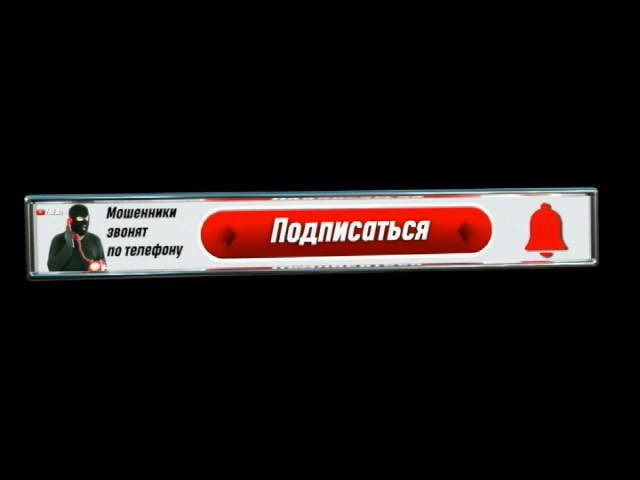 Мошенники
звонят
по телефону
Подписаться